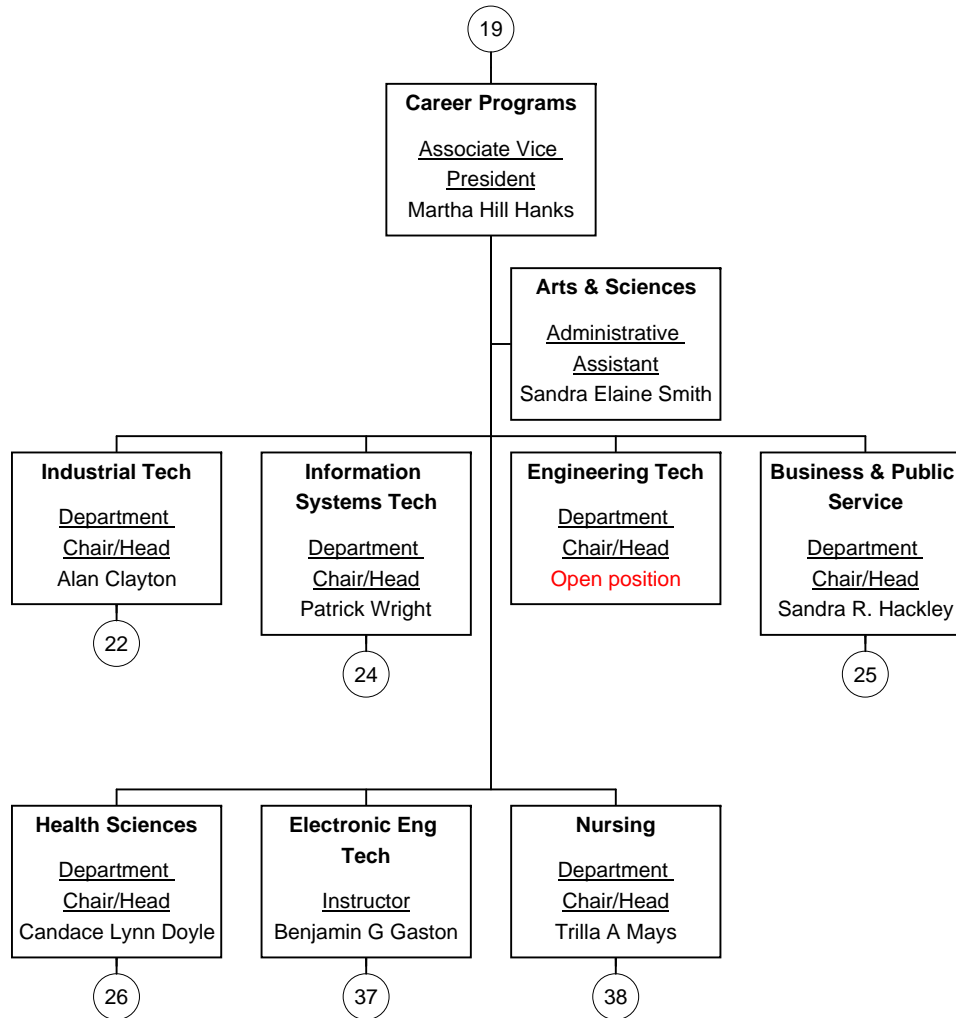 19
Career Programs
Associate Vice
President
Martha Hill Hanks
Arts & Sciences
Administrative
Assistant
Sandra Elaine Smith
Industrial Tech
Department
Chair/Head
Alan Clayton
22
Information
Systems Tech
Department
Chair/Head
Patrick Wright
24
Engineering Tech
Department
Chair/Head
Open position
Business & Public
Service
Department
Chair/Head
Sandra R. Hackley
25
Health Sciences
Department
Chair/Head
Candace Lynn Doyle
26
Electronic Eng
Tech
Instructor
Benjamin G Gaston
37
Nursing
Department
Chair/Head
Trilla A Mays
38